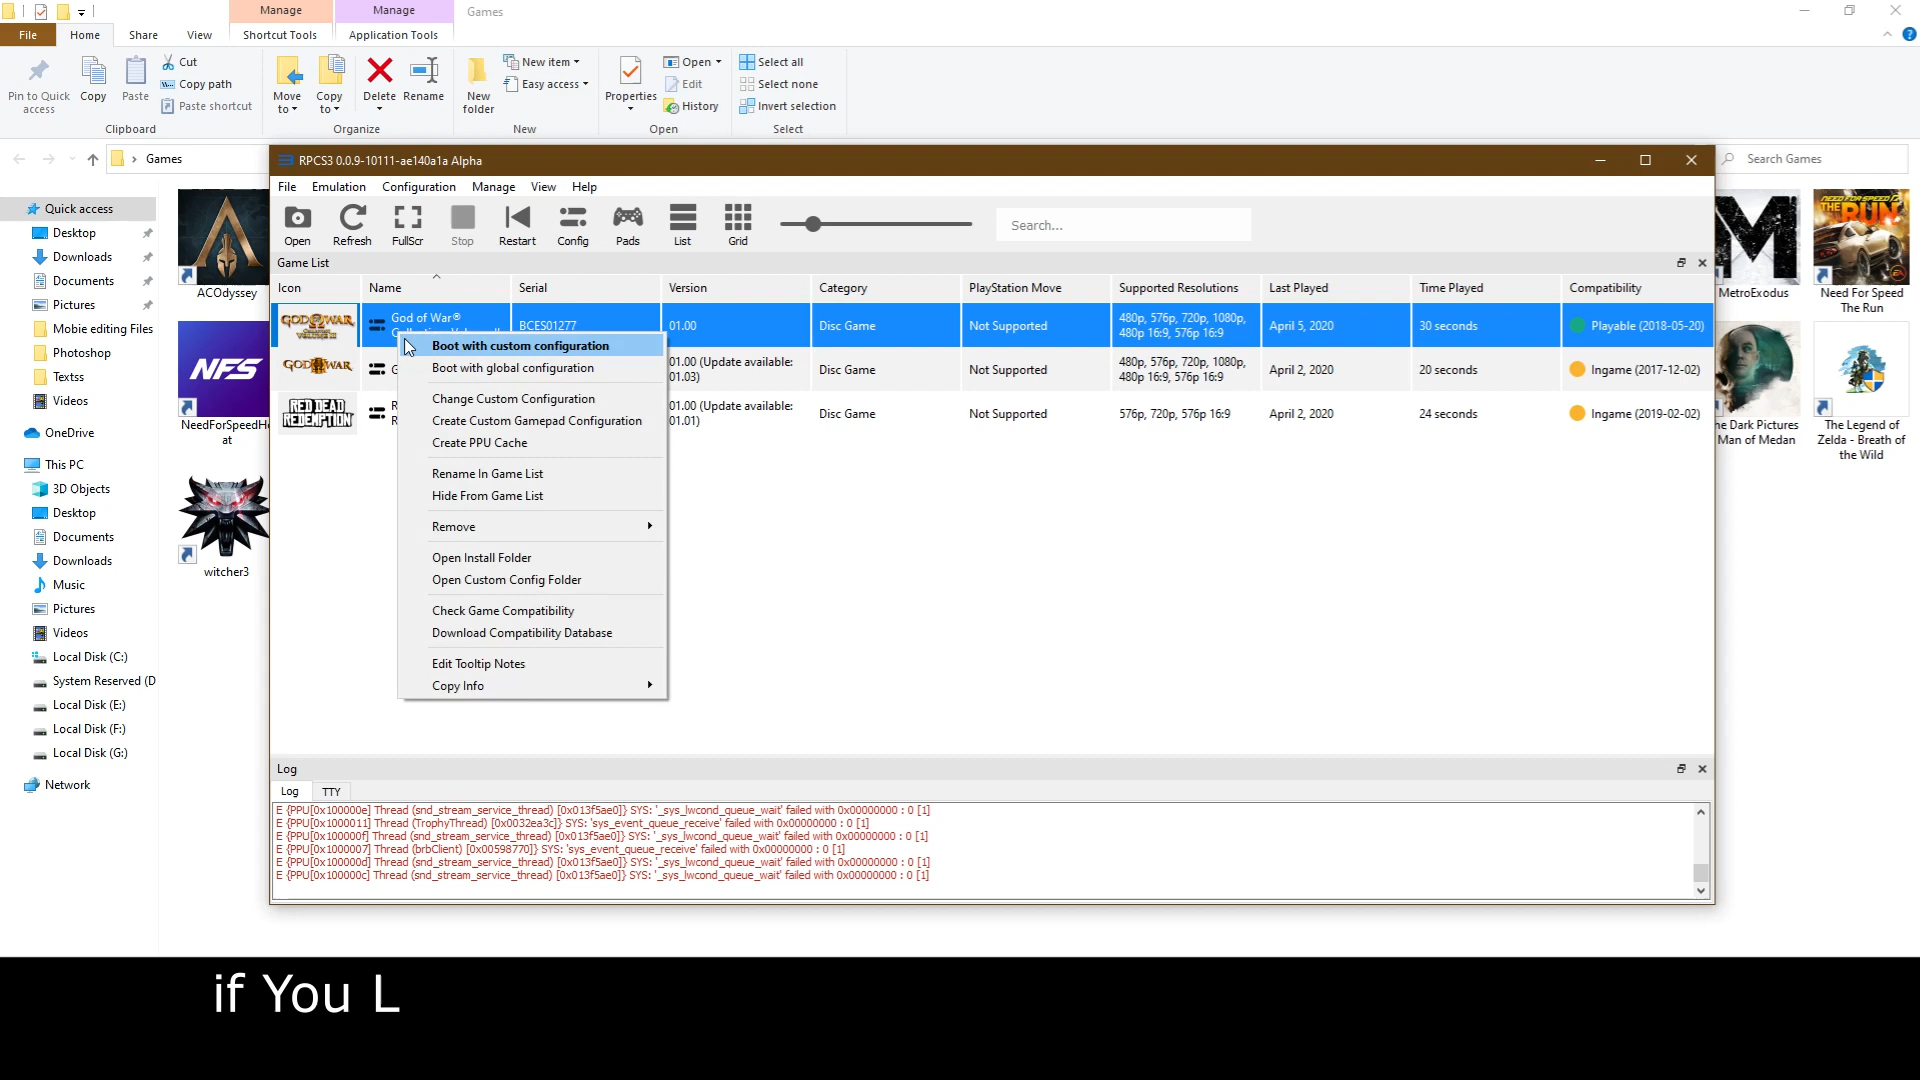 Manage
Manage
Games
File
Home
Share
View
Shortcut Tools
Application Tools
Pin to Quick
access
Copy
Paste
Cut
Copy path
Paste shortcut
Clipboard
Move
to
Copy
to
Delete
Rename
Organize
New
folder
New item
Easy access
New
Properties
Open
Edit
History
Open
Select all
Select none
Invert selection
Select
Games
Search Games
Quick access
Desktop
Downloads
Documents
Pictures
Mobie editing Files
Photoshop
Textss
Videos
OneDrive
This PC
3D Objects
Desktop
Documents
Downloads
Music
Pictures
Videos
Local Disk (C:)
System Reserved (D
Local Disk (E:)
Local Disk (F:)
Local Disk (G:)
Network
ACOdyssey
NFS
NeedForSpeedHe
at
witcher3
RPCS3 0.0.9-10111-ae140a1a Alpha
File
Emulation
Configuration
Manage
View
Help
Open
Refresh
FullScr
Stop
Restart
Config
Pads
List
Grid
Search...
Game List
Icon
Name
Serial
Version
Category
PlayStation Move
Supported Resolutions
Last Played
Time Played
Compatibility
GOD OF WAR
God of War®
BCES01277
01.00
Disc Game
Not Supported
480p, 576p, 720p, 1080p,
480p 16:9, 576p 16:9
April 5, 2020
30 seconds
Playable (2018-05-20)
GOD OF WAR
G
01.00 (Update available:
01.03)
Disc Game
Not Supported
480p, 576p, 720p, 1080p,
480p 16:9, 576p 16:9
April 2, 2020
20 seconds
Ingame (2017-12-02)
RED DEAD
REDEMPTION
R
R
01.00 (Update available:
01.01)
Disc Game
Not Supported
576p, 720p, 576p 16:9
April 2, 2020
24 seconds
Ingame (2019-02-02)
Boot with custom configuration
Boot with global configuration
Change Custom Configuration
Create Custom Gamepad Configuration
Create PPU Cache
Rename In Game List
Hide From Game List
Remove
Open Install Folder
Open Custom Config Folder
Check Game Compatibility
Download Compatibility Database
Edit Tooltip Notes
Copy Info
Log
Log
TTY
E {PPU[0x100000e] Thread (snd_stream_service_thread) [0x013f5ae0]} SYS: '_sys_lwcond_queue_wait' failed with 0x00000000 : 0 [1]
E {PPU[0x1000011] Thread (TrophyThread) [0x0032ea3c]} SYS: 'sys_event_queue_receive' failed with 0x00000000 : 0 [1]
E {PPU[0x100000f] Thread (snd_stream_service_thread) [0x013f5ae0]} SYS: '_sys_lwcond_queue_wait' failed with 0x00000000 : 0 [1]
E {PPU[0x1000007] Thread (brbClient) [0x00598770]} SYS: 'sys_event_queue_receive' failed with 0x00000000 : 0 [1]
E {PPU[0x100000d] Thread (snd_stream_service_thread) [0x013f5ae0]} SYS: '_sys_lwcond_queue_wait' failed with 0x00000000 : 0 [1]
E {PPU[0x100000c] Thread (snd_stream_service_thread) [0x013f5ae0]} SYS: '_sys_lwcond_queue_wait' failed with 0x00000000 : 0 [1]
MetroExodus
NEED FOR SPEED
THE RUN
Need For Speed
The Run
he Dark Pictures
Man of Medan
The Legend of
Zelda - Breath of
the Wild
if You L